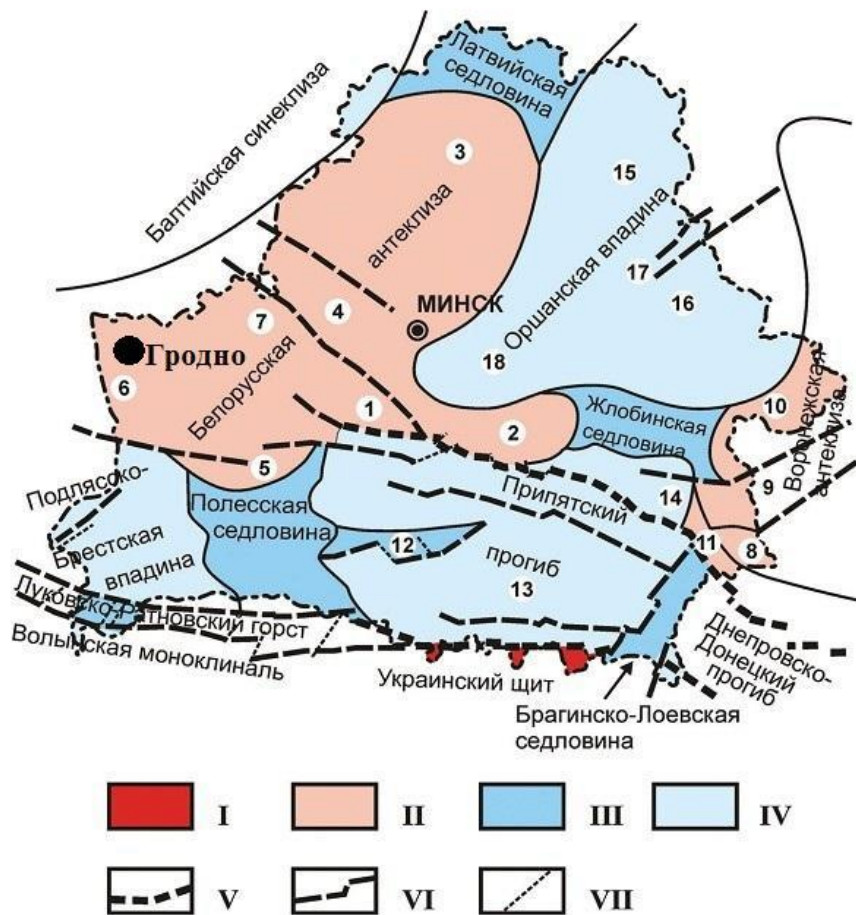 Латвийская
седловина
Балтийская синеклиза
3
15
антеклиза
Оршанская впадина
17
16
7
4
МИНСК
Гродно
18
6
Белорусская
1
2
Жлобинская
седловина
10
Воронежская
антеклиза
9
5
Подлясско-
Брестская
впадина
Полесская
седловина
Припятский
прогиб
14
12
11
8
13
Луковско-Ратновский горст
Волынская моноклиналь
Украинский щит
Днепровско-
Донецкий
прогиб
Брагинско-Лоевская
седловина
I
II
III
IV
V
VI
VII